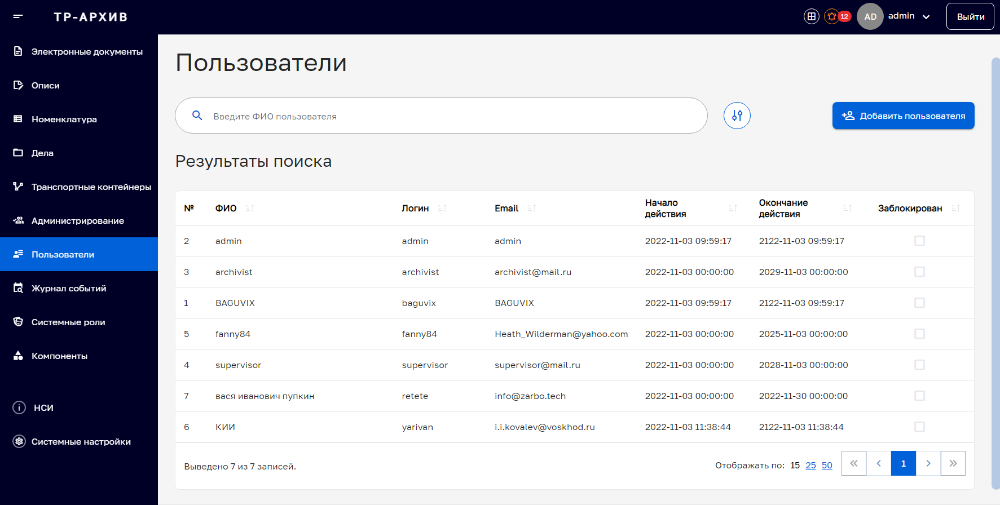 ТР-АРХИВ
12
AD
admin
Выйти
Электронные документы
Описи
Номенклатура
Дела
Транспортные контейнеры
Администрирование
Пользователи
Журнал событий
Системные роли
Компоненты
НСИ
Системные настройки
Пользователи
Введите ФИО пользователя
Добавить пользователя
Результаты поиска
№ ФИО Логин Email Начало действия Окончание действия Заблокирован
2 admin admin admin 2022-11-03 09:59:17 2122-11-03 09:59:17
3 archivist archivist archivist@mail.ru 2022-11-03 00:00:00 2029-11-03 00:00:00
1 BAGUVIX baguvix BAGUVIX 2022-11-03 09:59:17 2122-11-03 09:59:17
5 fanny84 fanny84 Heath_Wilderman@yahoo.com 2022-11-03 00:00:00 2025-11-03 00:00:00
4 supervisor supervisor supervisor@mail.ru 2022-11-03 00:00:00 2028-11-03 00:00:00
7 вася иванович пупкин retete info@zarbo.tech 2022-11-03 00:00:00 2022-11-30 00:00:00
6 КИИ yarivan i.i.kovalev@voskhod.ru 2022-11-03 11:38:44 2122-11-03 11:38:44
Выведено 7 из 7 записей.
Отображать по: 15 25 50
« ‹ 1 › »